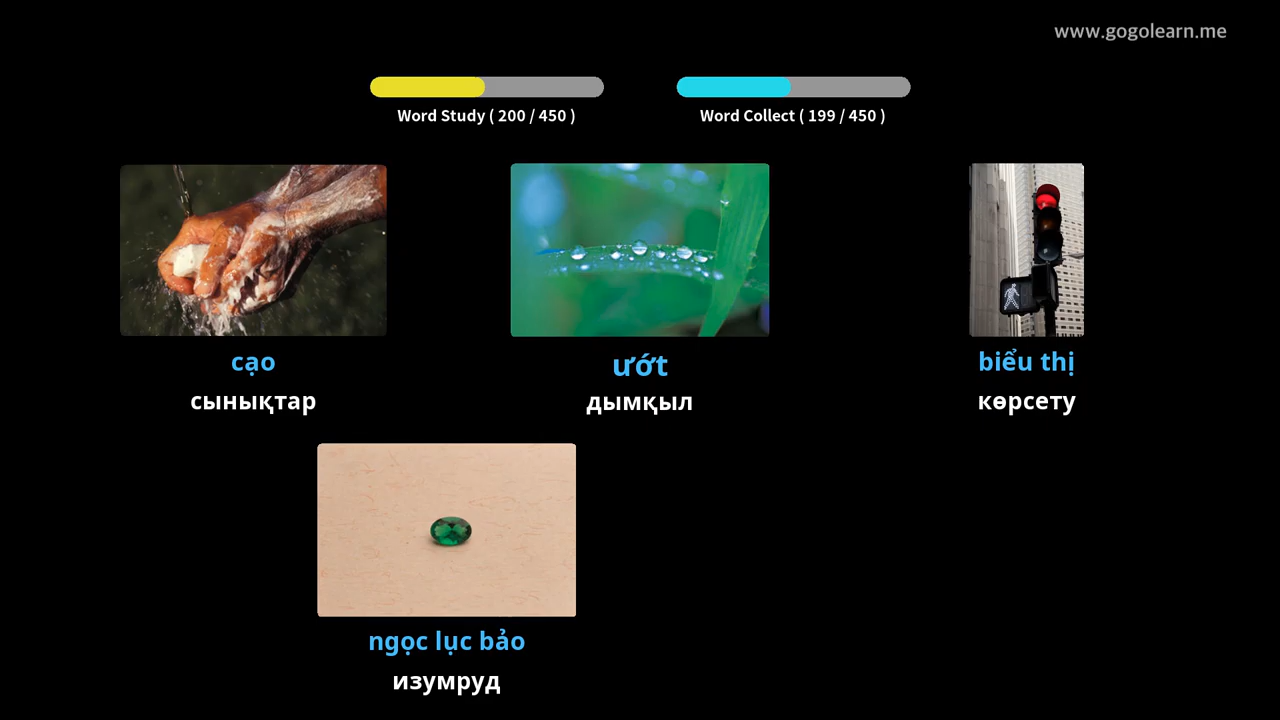 www.gogolearn.me
Word Study ( 200 / 450 )
Word Collect ( 199 / 450 )
cạo
сынықтар
ướt
дымқыл
biểu thị
көрсету
ngọc lục bảo
изумруд